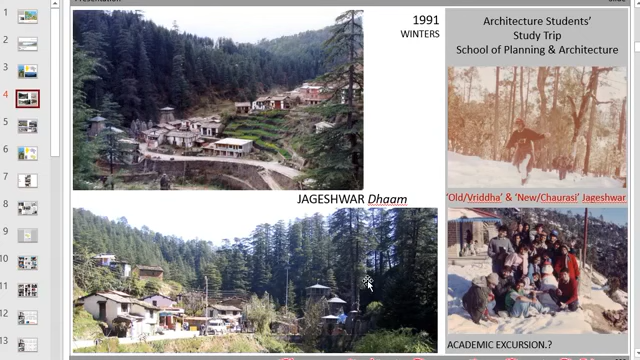 1991
WINTERS
JAGESHWAR Dhaam
Architecture Students'
Study Trip
School of Planning & Architecture
'Old/Vriddha' & 'New/Chaurasi' Jageshwar
ACADEMIC EXCURSION.?
1
2
3
4
5
6
7
8
9
10
11
12
13